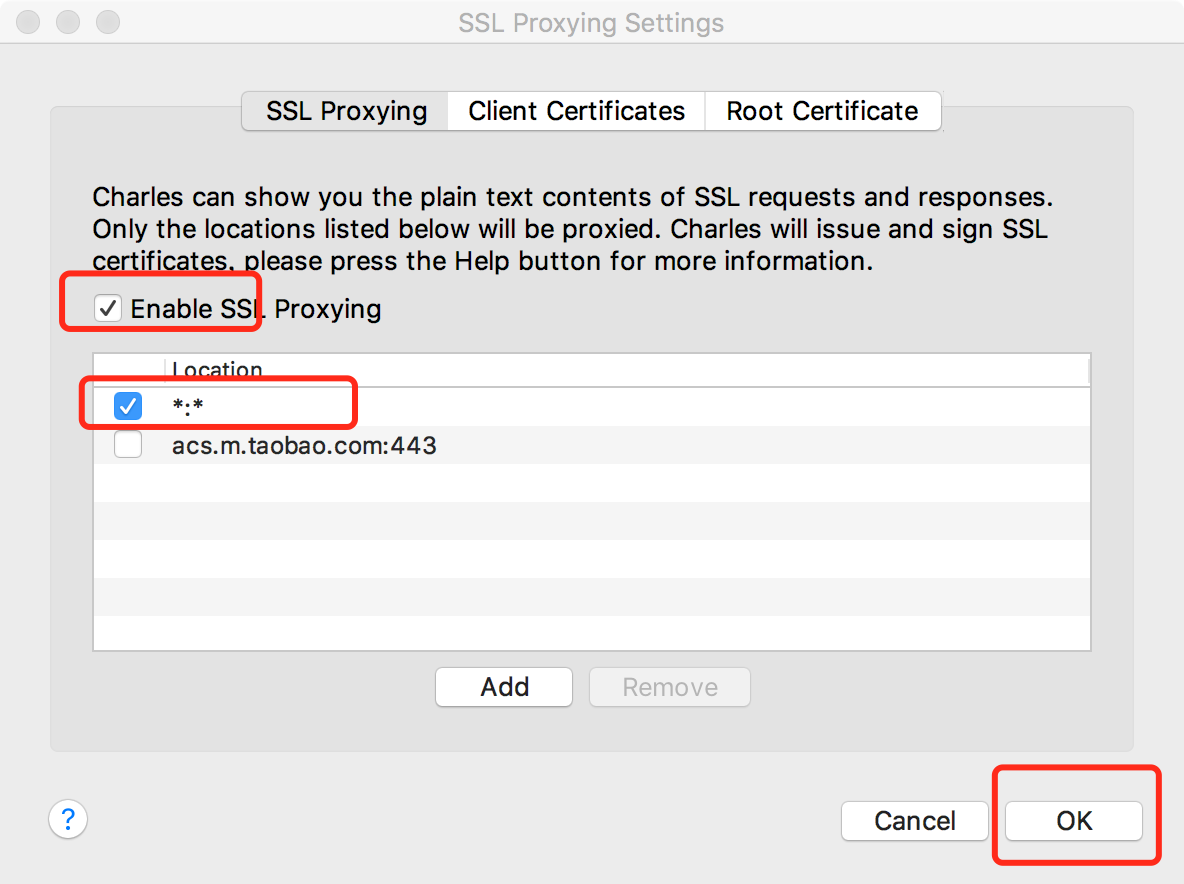 SSL Proxying Settings
SSL Proxying Client Certificates Root Certificate
Charles can show you the plain text contents of SSL requests and responses.
Only the locations listed below will be proxied. Charles will issue and sign SSL
certificates, please press the Help button for more information.
Enable SSL Proxying
Location
*:*
acs.m.taobao.com:443
Add Remove
? Cancel OK